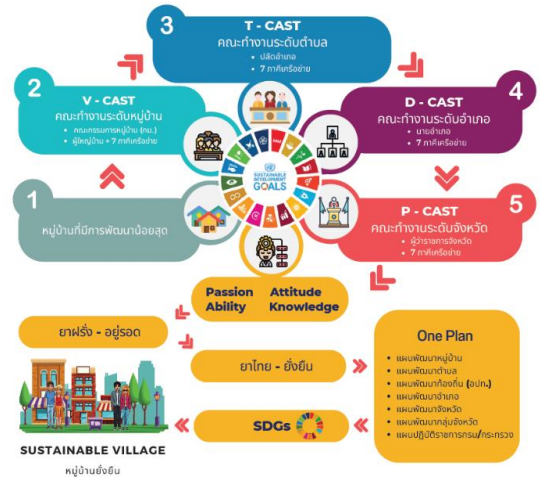 3
T - CAST
คณะทำงานระดับตำบล
• ปลัดอำเภอ
• 7 ภาคีเครือข่าย
2
V - CAST
คณะทำงานระดับหมู่บ้าน
• คณะกรรมการหมู่บ้าน (กม.)
• ผู้ใหญ่บ้าน + 7 ภาคีเครือข่าย
4
D - CAST
คณะทำงานระดับอำเภอ
• นายอำเภอ
• 7 ภาคีเครือข่าย
1
หมู่บ้านที่มีการพัฒนาน้อยสุด
SUSTAINABLE
DEVELOPMENT
GOALS
5
P - CAST
คณะทำงานระดับจังหวัด
• ผู้ว่าราชการจังหวัด
• 7 ภาคีเครือข่าย
Passion Attitude
Ability Knowledge
ยาฝรั่ง - อยู่รอด
ยาไทย - ยั่งยืน
SDGs
One Plan
• แผนพัฒนาหมู่บ้าน
• แผนพัฒนาตำบล
• แผนพัฒนาท้องถิ่น (อปท.)
• แผนพัฒนาอำเภอ
• แผนพัฒนาจังหวัด
• แผนพัฒนากลุ่มจังหวัด
• แผนปฏิบัติราชการกรม/กระทรวง
SUSTAINABLE VILLAGE
หมู่บ้านยั่งยืน